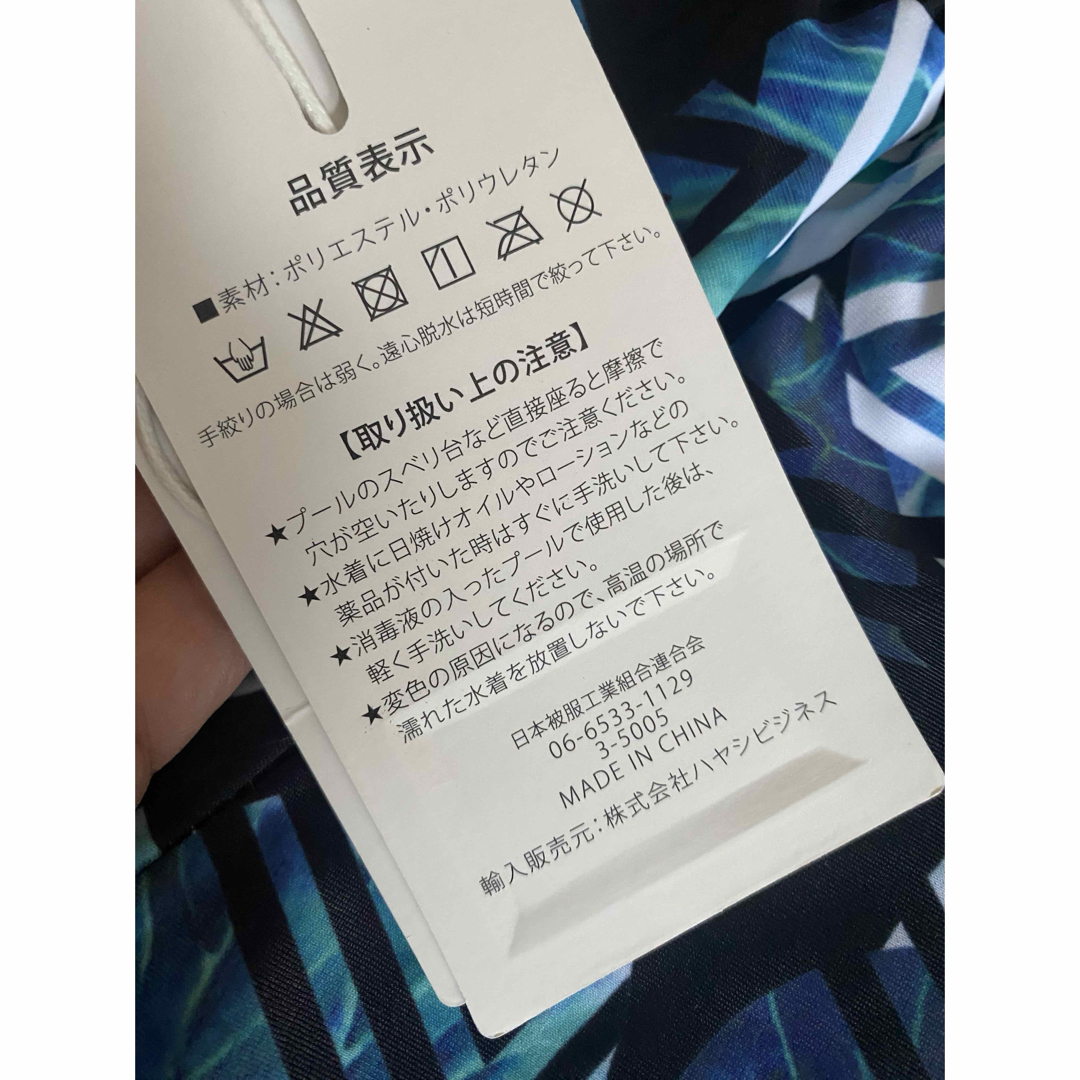 品質表示
■素材：ポリエステル・ポリウレタン
手絞りの場合は弱く。遠心脱水は短時間で絞って下さい。
【取り扱い上の注意】
★プールのスベリ台など直接座ると摩擦で
穴が空いたりしますのでご注意ください。
★水着に日焼けオイルやローションなどの
薬品が付いた時はすぐに手洗いして下さい。
★消毒液の入ったプールで使用した後は、
軽く手洗いしてください。
★変色の原因になるので、高温の場所で
濡れた水着を放置しないで下さい。
日本被服工業組合連合会
06-6533-1129
3-5005
MADE IN CHINA
輸入販売元：株式会社ハヤシビジネス